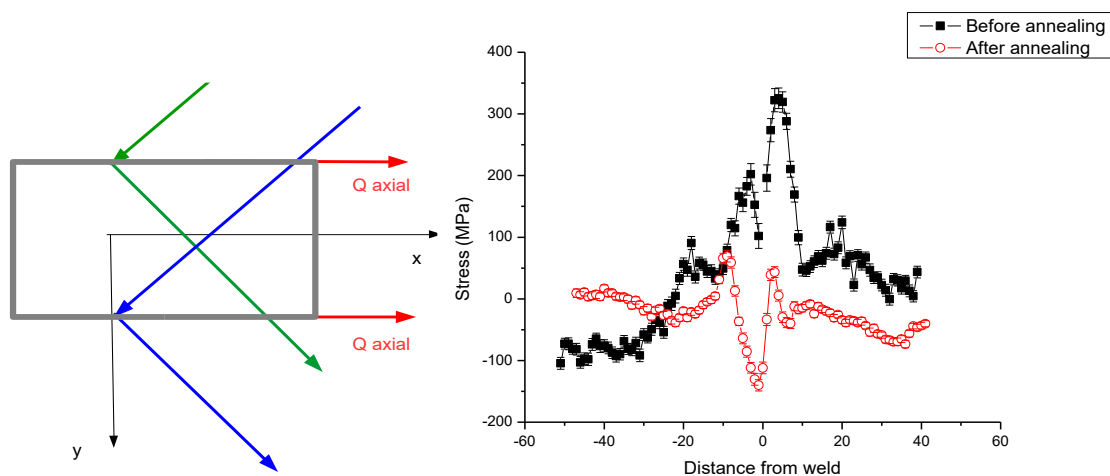 Q axial
x
Q axial
y
Before annealing
After annealing
Stress (MPa)
400
300
200
100
0
-100
-200
-60
-40
-20
0
20
40
60
Distance from weld